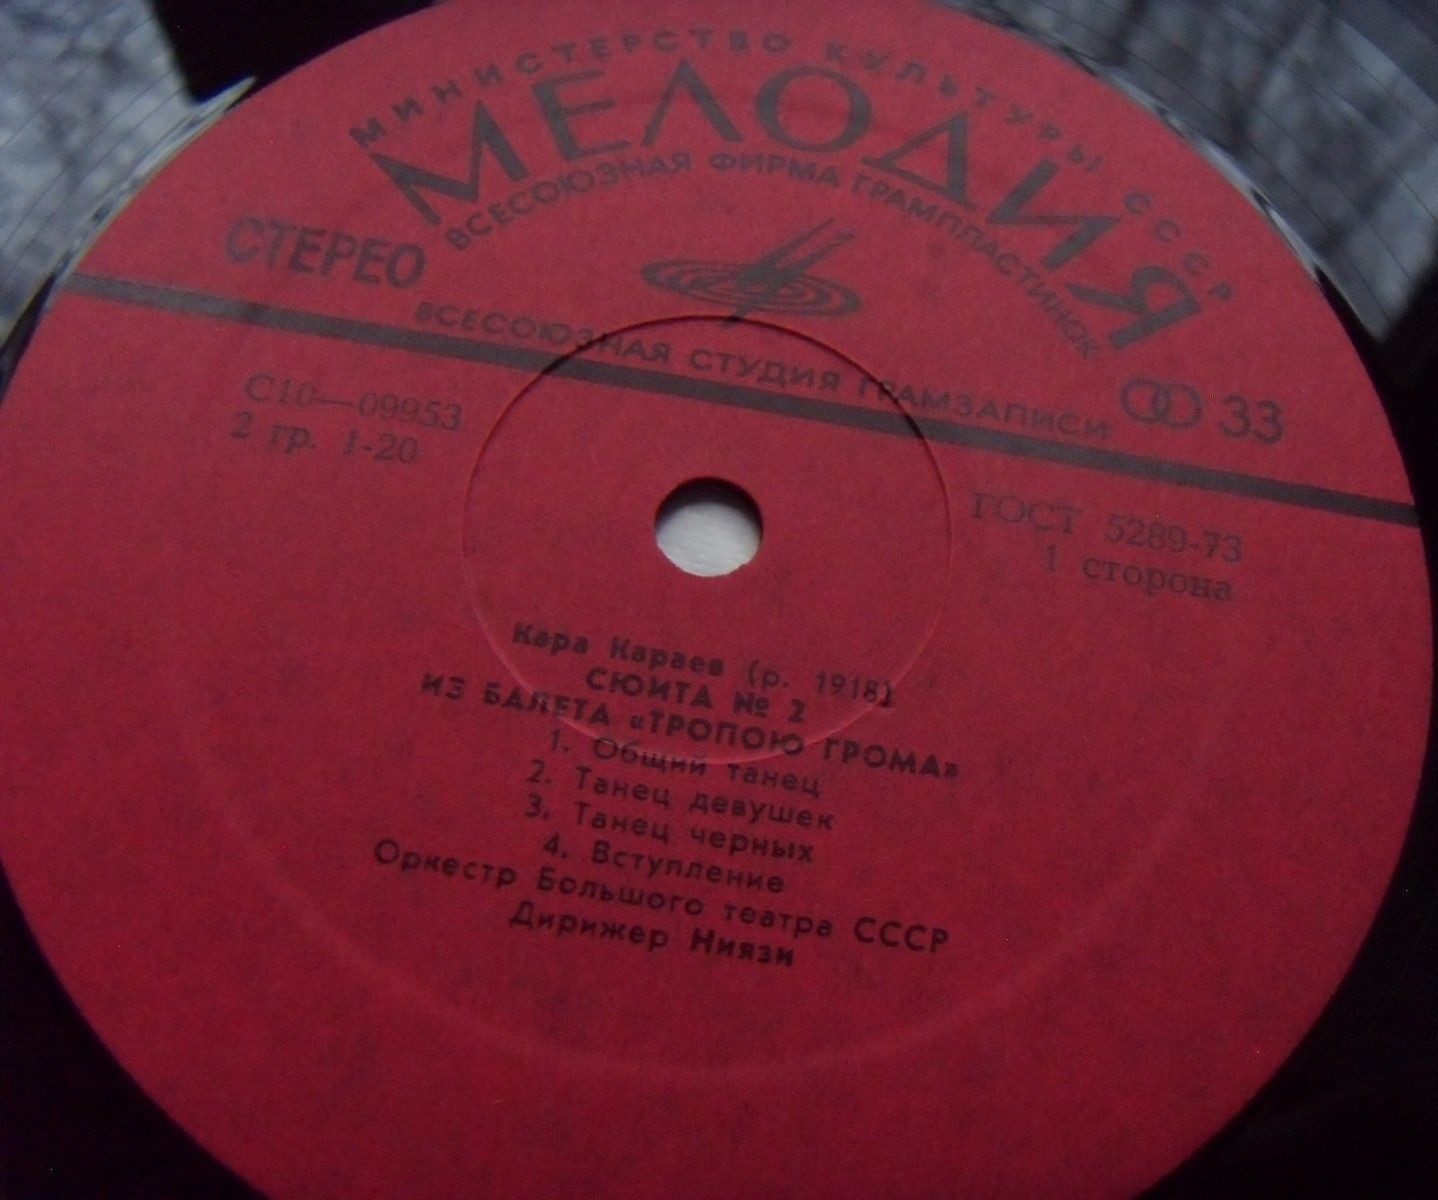 МИНИСТЕРСТВО КУЛЬТУРЫ СССР
МЕЛОДИЯ
ВСЕСОЮЗНАЯ ФИРМА ГРАМПЛАСТИНОК
СТЕРЕО
ВСЕСОЮЗНАЯ СТУДИЯ ГРАМЗАПИСИ
33
С10—09953
2 гр. 1-20
ГОСТ 5289-73
1 сторона
Кара Караев (р. 1918)
СЮИТА № 2
ИЗ БАЛЕТА «ТРОПОЮ ГРОМА»
1. Общий танец
2. Танец девушек
3. Танец черных
4. Вступление
Оркестр Большого театра СССР
Дирижер Ниязи